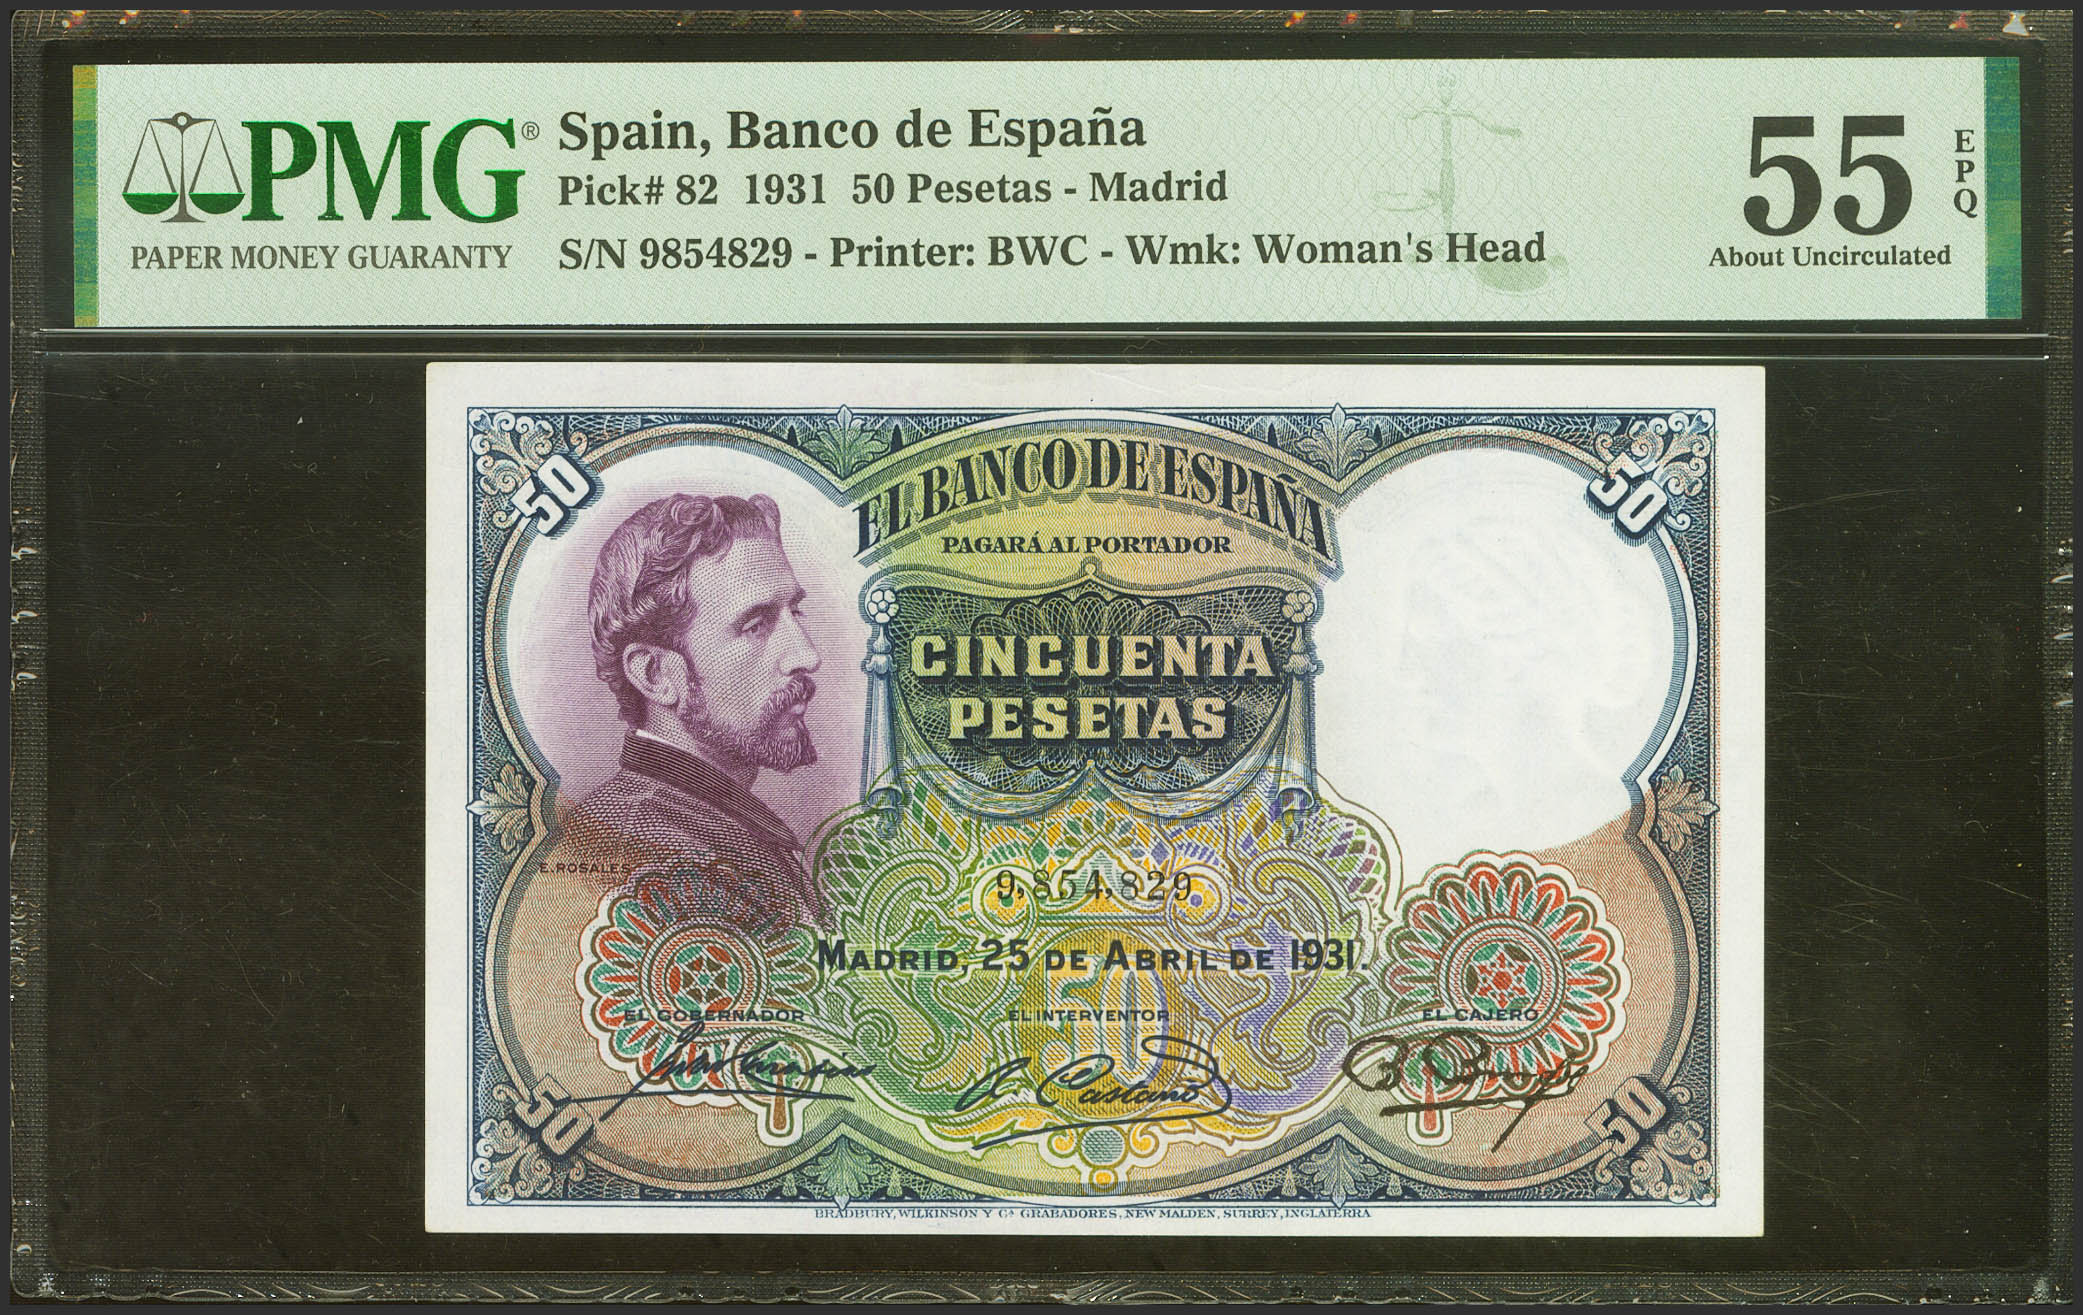 PMG®
PAPER MONEY GUARANTY
Spain, Banco de España
Pick# 82 1931 50 Pesetas - Madrid
S/N 9854829 - Printer: BWC - Wmk: Woman's Head
55
EPQ
About Uncirculated
50
50
EL BANCO DE ESPAÑA
PAGARÁ AL PORTADOR
CINCUENTA
PESETAS
E. ROSALES
9,854,829
MADRID, 25 DE ABRIL DE 1931.
50
EL GOBERNADOR
EL INTERVENTOR
EL CAJERO
Castaño
50
50
BRADBURY, WILKINSON Y Cª GRABADORES, NEW MALDEN, SURREY, INGLATERRA